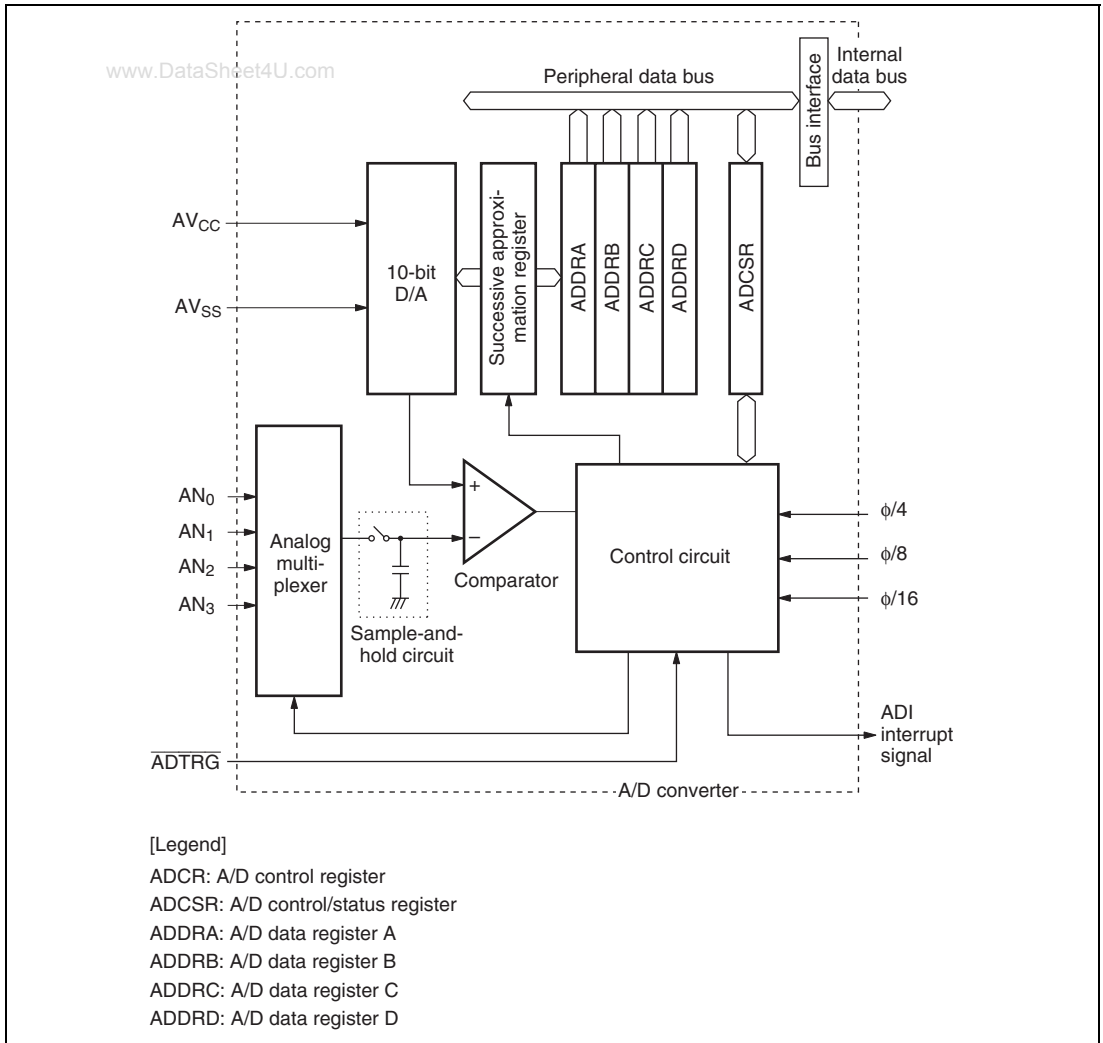 www.DataSheet4U.com
Peripheral data bus
Internal
data bus
Bus interface
AVCC
AVSS
10-bit
D/A
Successive approxi-
mation register
ADDRA
ADDRB
ADDRC
ADDRD
ADCSR
AN0
AN1
AN2
AN3
Analog
multi-
plexer
+
−
Comparator
Sample-and-
hold circuit
Control circuit
ϕ/4
ϕ/8
ϕ/16
ADTRG
ADI
interrupt
signal
A/D converter
[Legend]
ADCR: A/D control register
ADCSR: A/D control/status register
ADDRA: A/D data register A
ADDRB: A/D data register B
ADDRC: A/D data register C
ADDRD: A/D data register D